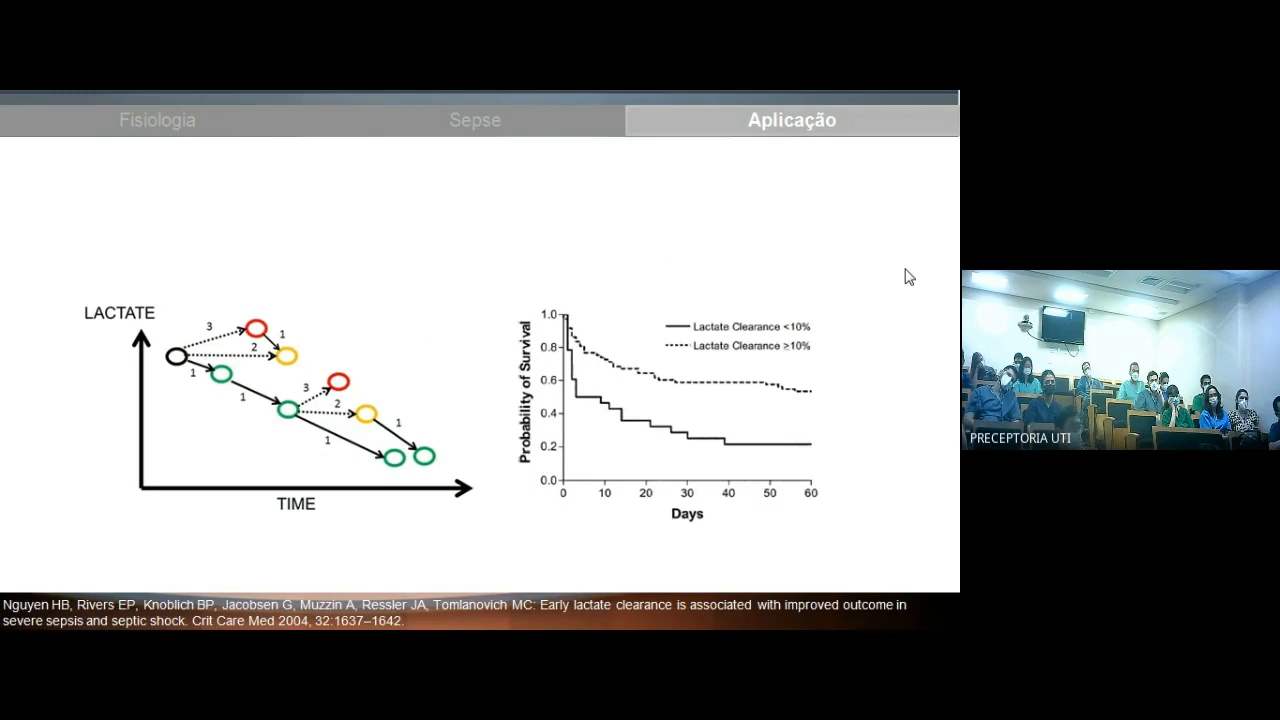 Fisiologia
Sepse
Aplicação
LACTATE
3
1
2
1
1
3
2
1
1
TIME
Probability of Survival
1.0
0.8
0.6
0.4
0.2
0.0
Lactate Clearance <10%
Lactate Clearance ≥10%
0 10 20 30 40 50 60
Days
PRECEPTORIA UTI
Nguyen HB, Rivers EP, Knoblich BP, Jacobsen G, Muzzin A, Ressler JA, Tomlanovich MC: Early lactate clearance is associated with improved outcome in
severe sepsis and septic shock. Crit Care Med 2004, 32:1637–1642.